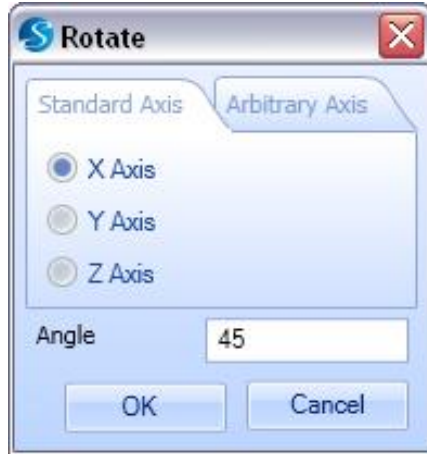 Rotate
Standard Axis Arbitrary Axis
X Axis
Y Axis
Z Axis
Angle 45
OK Cancel